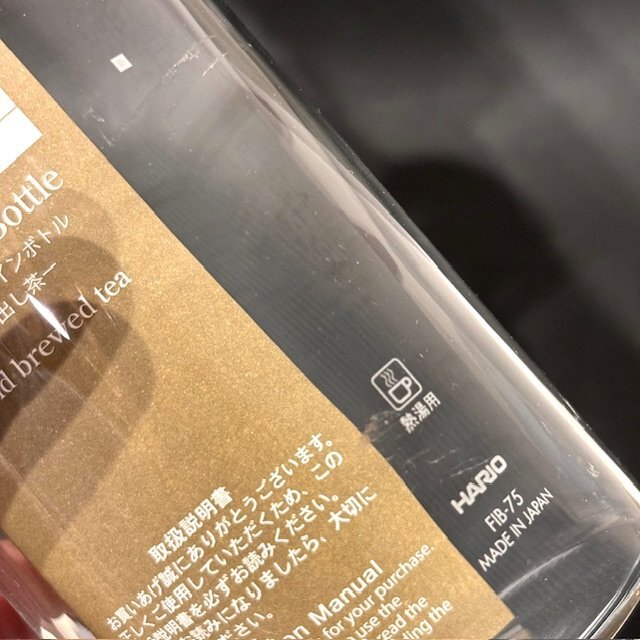 Bottle
インボトル
出し茶ー
brewed tea
取扱説明書
お買いあげ誠にありがとうございます。
正しくご使用していただくため、この
説明書を必ずお読みください。
お読みになりましたら、大切に
Manual
for your purchase.
use the
read the
the
熱湯用
HARIO
FIB-75
MADE IN JAPAN